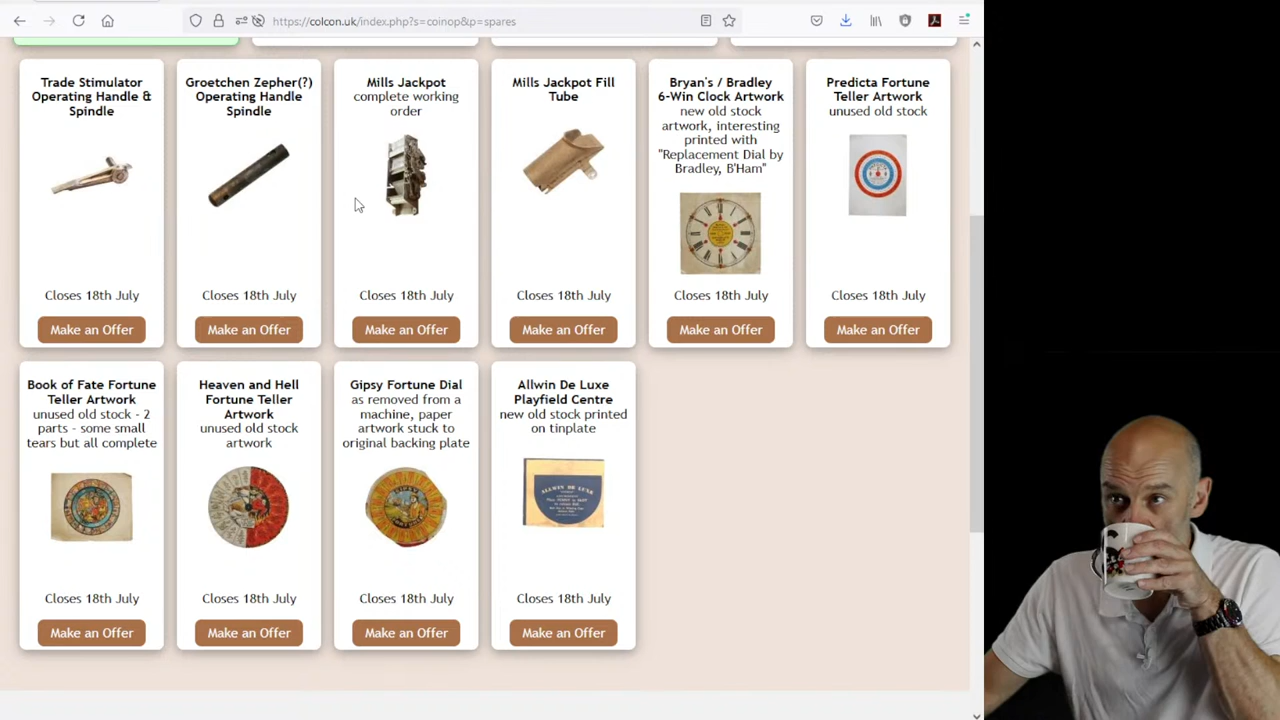 https://colcon.uk/index.php?s=coinop&p=spares
Trade Stimulator
Operating Handle &
Spindle
Closes 18th July
Make an Offer
Groetchen Zepher(?)
Operating Handle
Spindle
Closes 18th July
Make an Offer
Mills Jackpot
complete working
order
Closes 18th July
Make an Offer
Mills Jackpot Fill
Tube
Closes 18th July
Make an Offer
Bryan's / Bradley
6-Win Clock Artwork
new old stock
artwork, interesting
printed with
"Replacement Dial by
Bradley, B'Ham"
Closes 18th July
Make an Offer
Predicta Fortune
Teller Artwork
unused old stock
Closes 18th July
Make an Offer
Book of Fate Fortune
Teller Artwork
unused old stock - 2
parts - some small
tears but all complete
Closes 18th July
Make an Offer
Heaven and Hell
Fortune Teller
Artwork
unused old stock
artwork
Closes 18th July
Make an Offer
Gipsy Fortune Dial
as removed from a
machine, paper
artwork stuck to
original backing plate
Closes 18th July
Make an Offer
Allwin De Luxe
Playfield Centre
new old stock printed
on tinplate
ALLWIN DE LUXE
Closes 18th July
Make an Offer